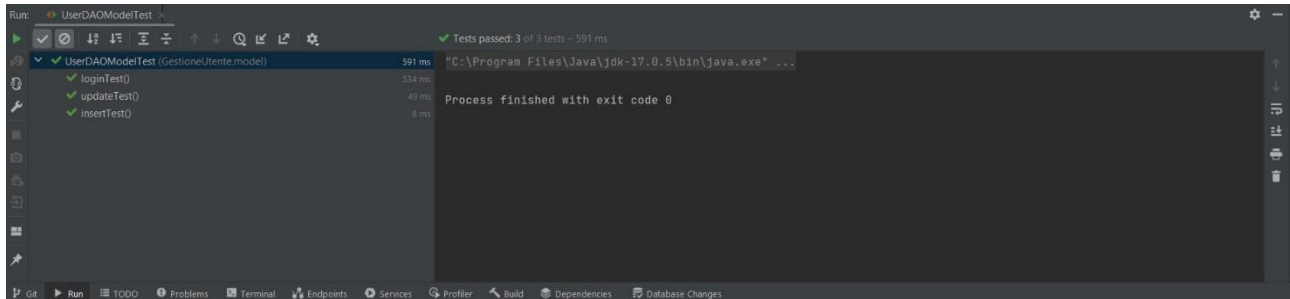 Run: UserDAOModelTest ×
Tests passed: 3 of 3 tests – 591 ms
UserDAOModelTest (GestioneUtente.model) 591 ms
loginTest() 534 ms
updateTest() 49 ms
insertTest() 8 ms
"C:\Program Files\Java\jdk-17.0.5\bin\java.exe" ...
Process finished with exit code 0
Git Run TODO Problems Terminal Endpoints Services Profiler Build Dependencies Database Changes